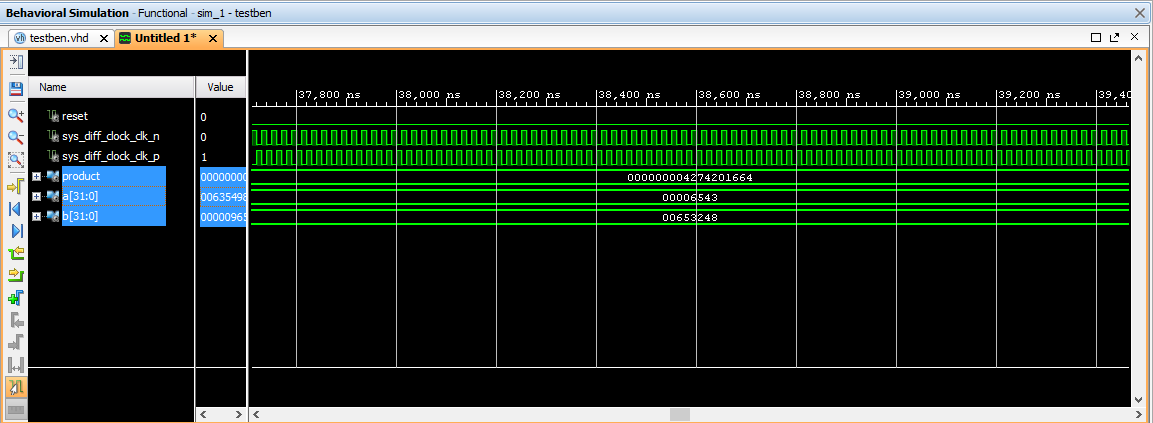 Behavioral Simulation - Functional - sim_1 - testben
testben.vhd Untitled 1*
Name Value
37,800 ns 38,000 ns 38,200 ns 38,400 ns 38,600 ns 38,800 ns 39,000 ns 39,200 ns 39,40
reset 0
sys_diff_clock_clk_n 0
sys_diff_clock_clk_p 1
product 00000000 000000004274201664
a[31:0] 00635498 00006543
b[31:0] 00000965 00653248